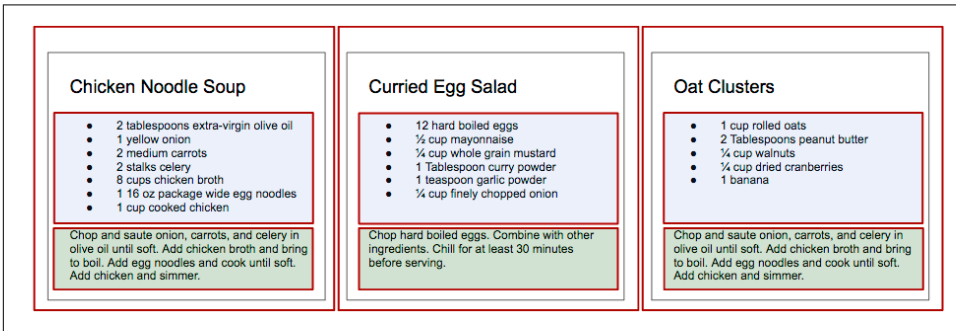 Chicken Noodle Soup
● 2 tablespoons extra-virgin olive oil
● 1 yellow onion
● 2 medium carrots
● 2 stalks celery
● 8 cups chicken broth
● 1 16 oz package wide egg noodles
● 1 cup cooked chicken
Chop and saute onion, carrots, and celery in
olive oil until soft. Add chicken broth and bring
to boil. Add egg noodles and cook until soft.
Add chicken and simmer.
Curried Egg Salad
● 12 hard boiled eggs
● ½ cup mayonnaise
● ¼ cup whole grain mustard
● 1 Tablespoon curry powder
● 1 teaspoon garlic powder
● ¼ cup finely chopped onion
Chop hard boiled eggs. Combine with other
ingredients. Chill for at least 30 minutes
before serving.
Oat Clusters
● 1 cup rolled oats
● 2 Tablespoons peanut butter
● ¼ cup walnuts
● ¼ cup dried cranberries
● 1 banana
Chop and saute onion, carrots, and celery in
olive oil until soft. Add chicken broth and bring
to boil. Add egg noodles and cook until soft.
Add chicken and simmer.